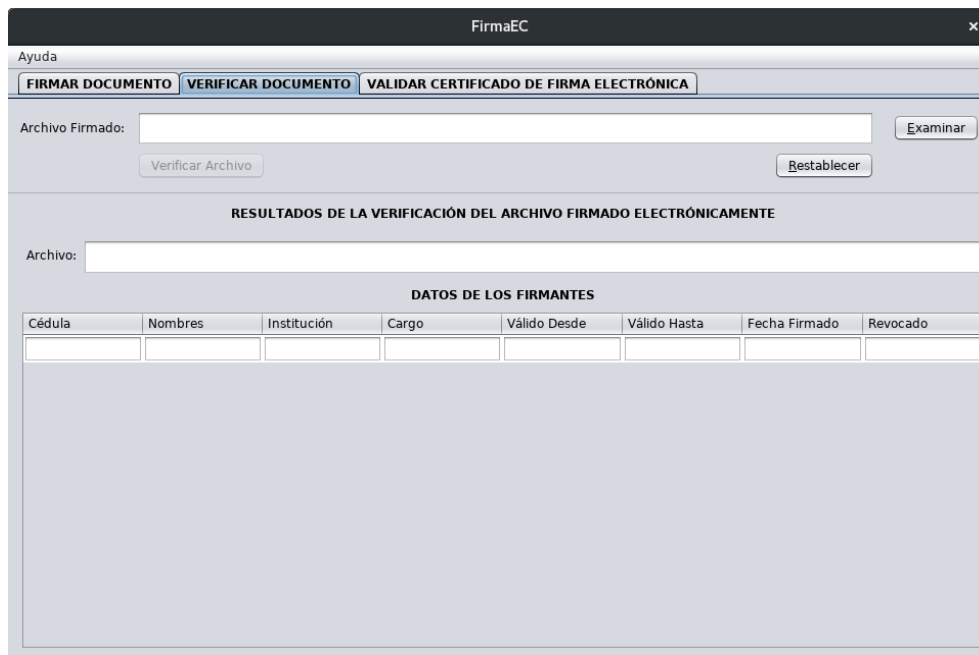 FirmaEC
×
Ayuda
FIRMAR DOCUMENTO VERIFICAR DOCUMENTO VALIDAR CERTIFICADO DE FIRMA ELECTRÓNICA
Archivo Firmado: Examinar
Verificar Archivo Restablecer
RESULTADOS DE LA VERIFICACIÓN DEL ARCHIVO FIRMADO ELECTRÓNICAMENTE
Archivo:
DATOS DE LOS FIRMANTES
Cédula Nombres Institución Cargo Válido Desde Válido Hasta Fecha Firmado Revocado